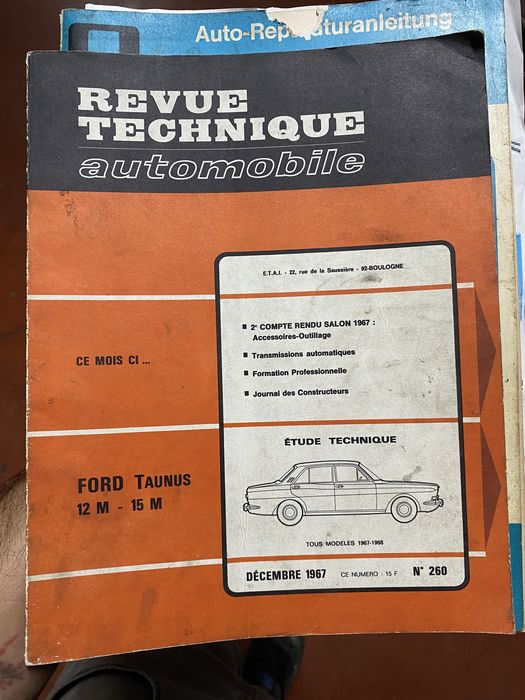 Auto-Reparaturanleitung
REVUE
TECHNIQUE
automobile
E.T.A.I. - 22, rue de la Saussière - 92-BOULOGNE
CE MOIS CI ...
■ 2e COMPTE RENDU SALON 1967 :
Accessoires-Outillage
■ Transmissions automatiques
■ Formation Professionnelle
■ Journal des Constructeurs
FORD TAUNUS
12 M - 15 M
ÉTUDE TECHNIQUE
TOUS MODELES 1967-1968
DÉCEMBRE 1967 CE NUMERO : 15 F N° 260